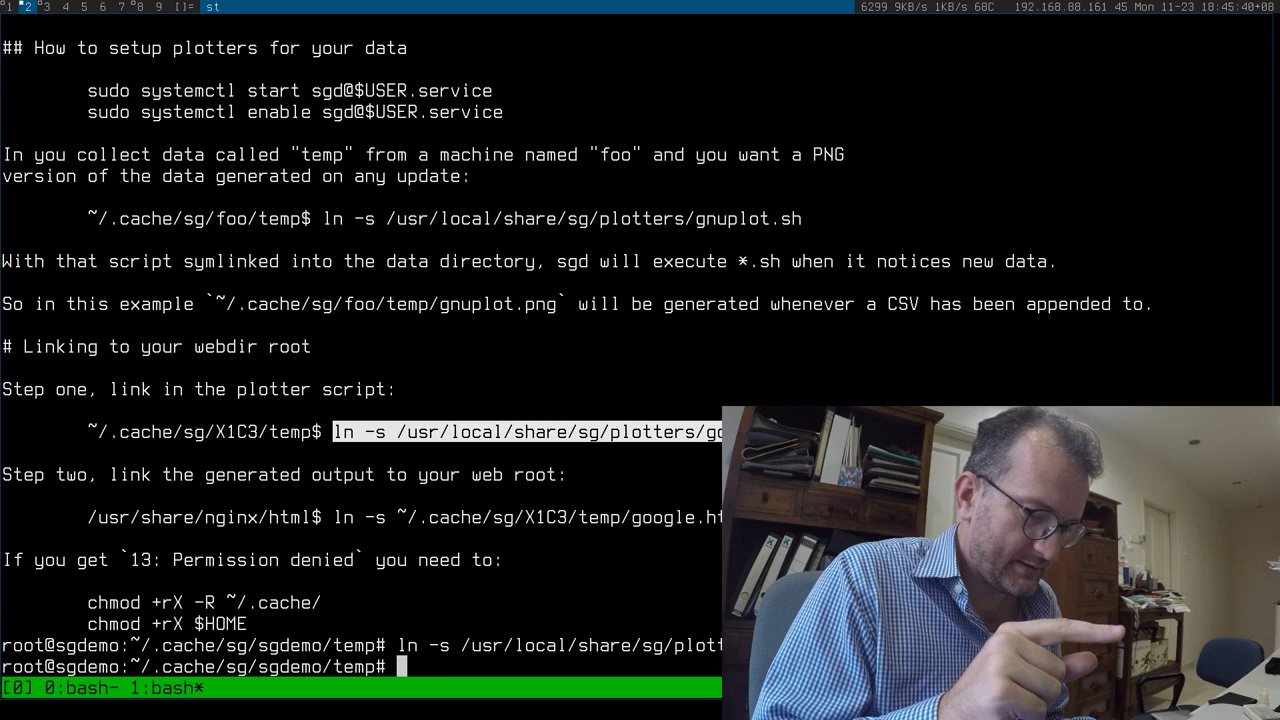 1 2 3 4 5 6 7 8 9 []= st 6299 9KB/s 1KB/s 68C 192.168.88.161 45 Mon 11-23 18:45:40+08
## How to setup plotters for your data
sudo systemctl start sgd@$USER.service
sudo systemctl enable sgd@$USER.service
In you collect data called "temp" from a machine named "foo" and you want a PNG
version of the data generated on any update:
~/.cache/sg/foo/temp$ ln -s /usr/local/share/sg/plotters/gnuplot.sh
With that script symlinked into the data directory, sgd will execute *.sh when it notices new data.
So in this example `~/.cache/sg/foo/temp/gnuplot.png` will be generated whenever a CSV has been appended to.
# Linking to your webdir root
Step one, link in the plotter script:
~/.cache/sg/X1C3/temp$ ln -s /usr/local/share/sg/plotters/go
Step two, link the generated output to your web root:
/usr/share/nginx/html$ ln -s ~/.cache/sg/X1C3/temp/google.ht
If you get `13: Permission denied` you need to:
chmod +rX -R ~/.cache/
chmod +rX $HOME
root@sgdemo:~/.cache/sg/sgdemo/temp# ln -s /usr/local/share/sg/plott
root@sgdemo:~/.cache/sg/sgdemo/temp#
[0] 0:bash- 1:bash*